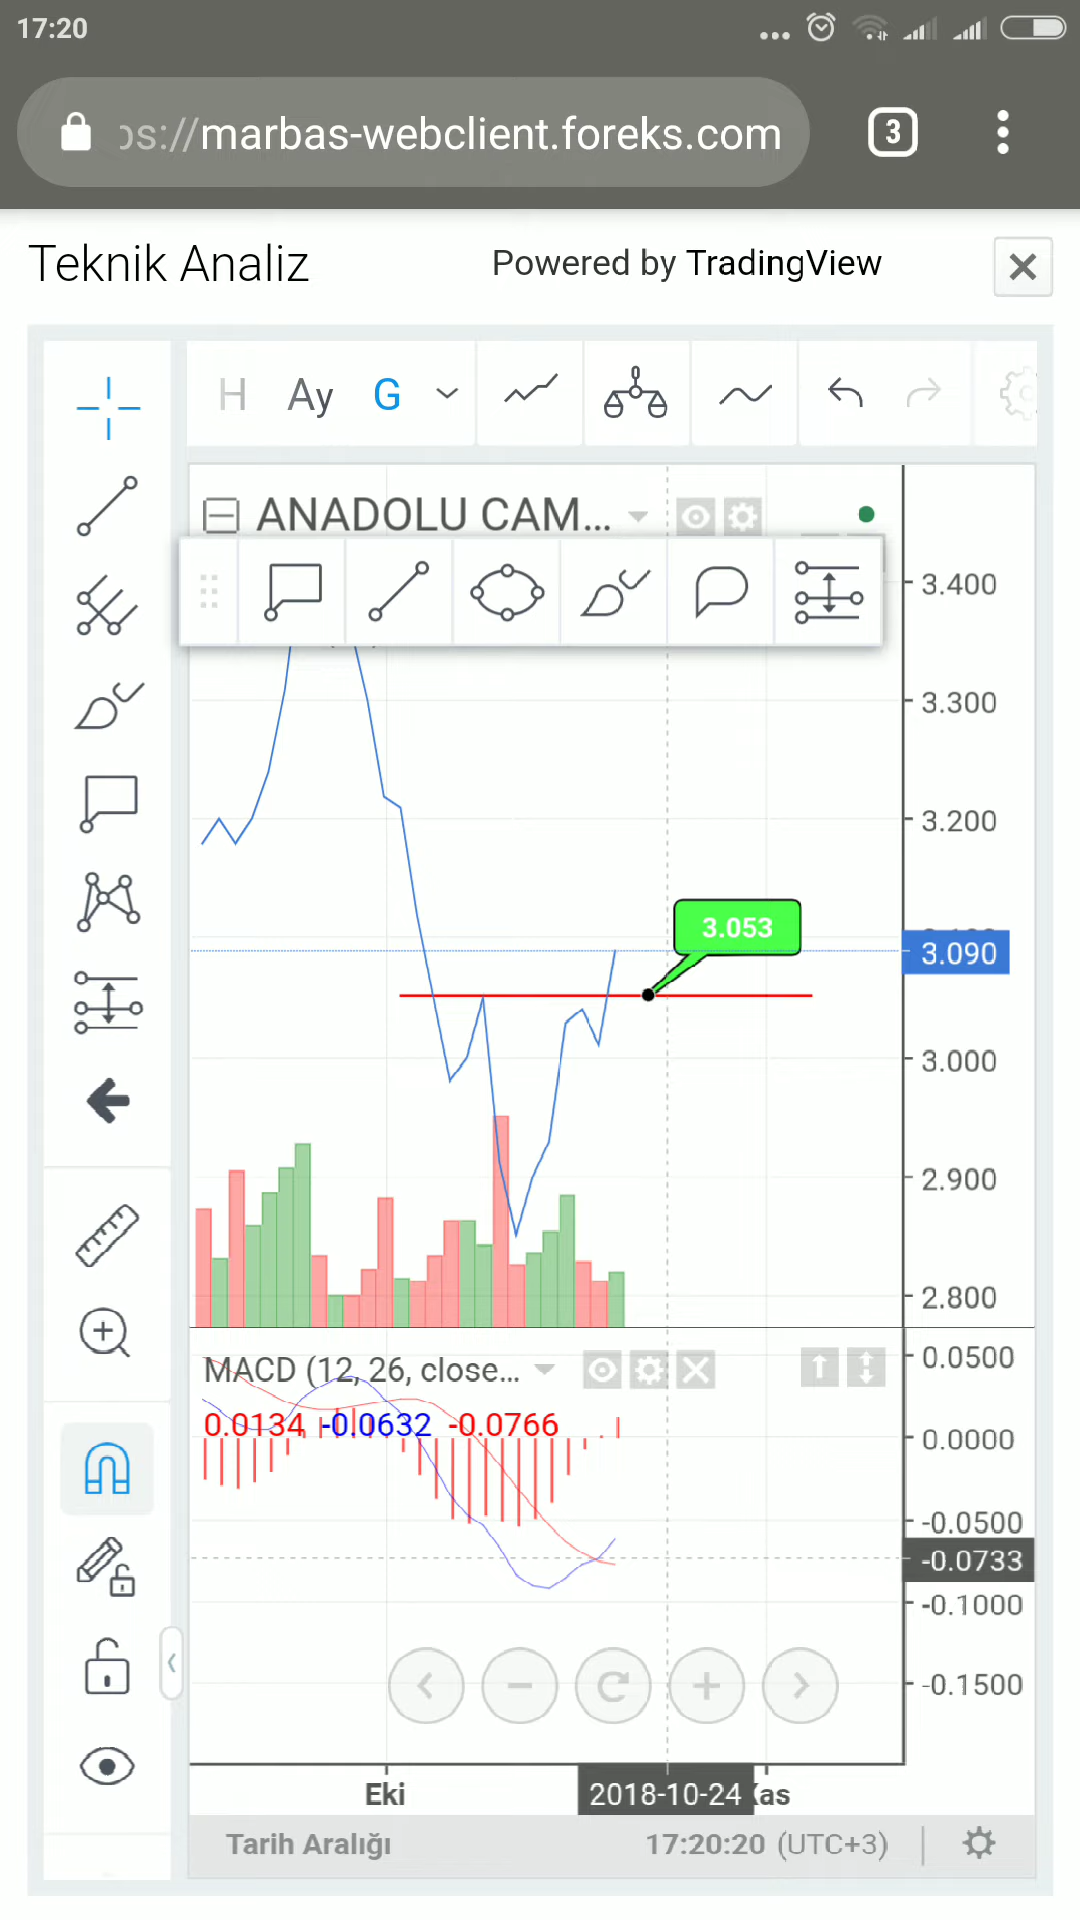 17:20
ps://marbas-webclient.foreks.com
3
Teknik Analiz
Powered by TradingView
H Ay G
ANADOLU CAM...
3.400
3.300
3.200
3.053
3.090
3.000
2.900
2.800
MACD (12, 26, close...
0.0134 -0.0632 -0.0766
0.0500
0.0000
-0.0500
-0.0733
-0.1000
-0.1500
Eki
2018-10-24
as
Tarih Aralığı
17:20:20 (UTC+3)